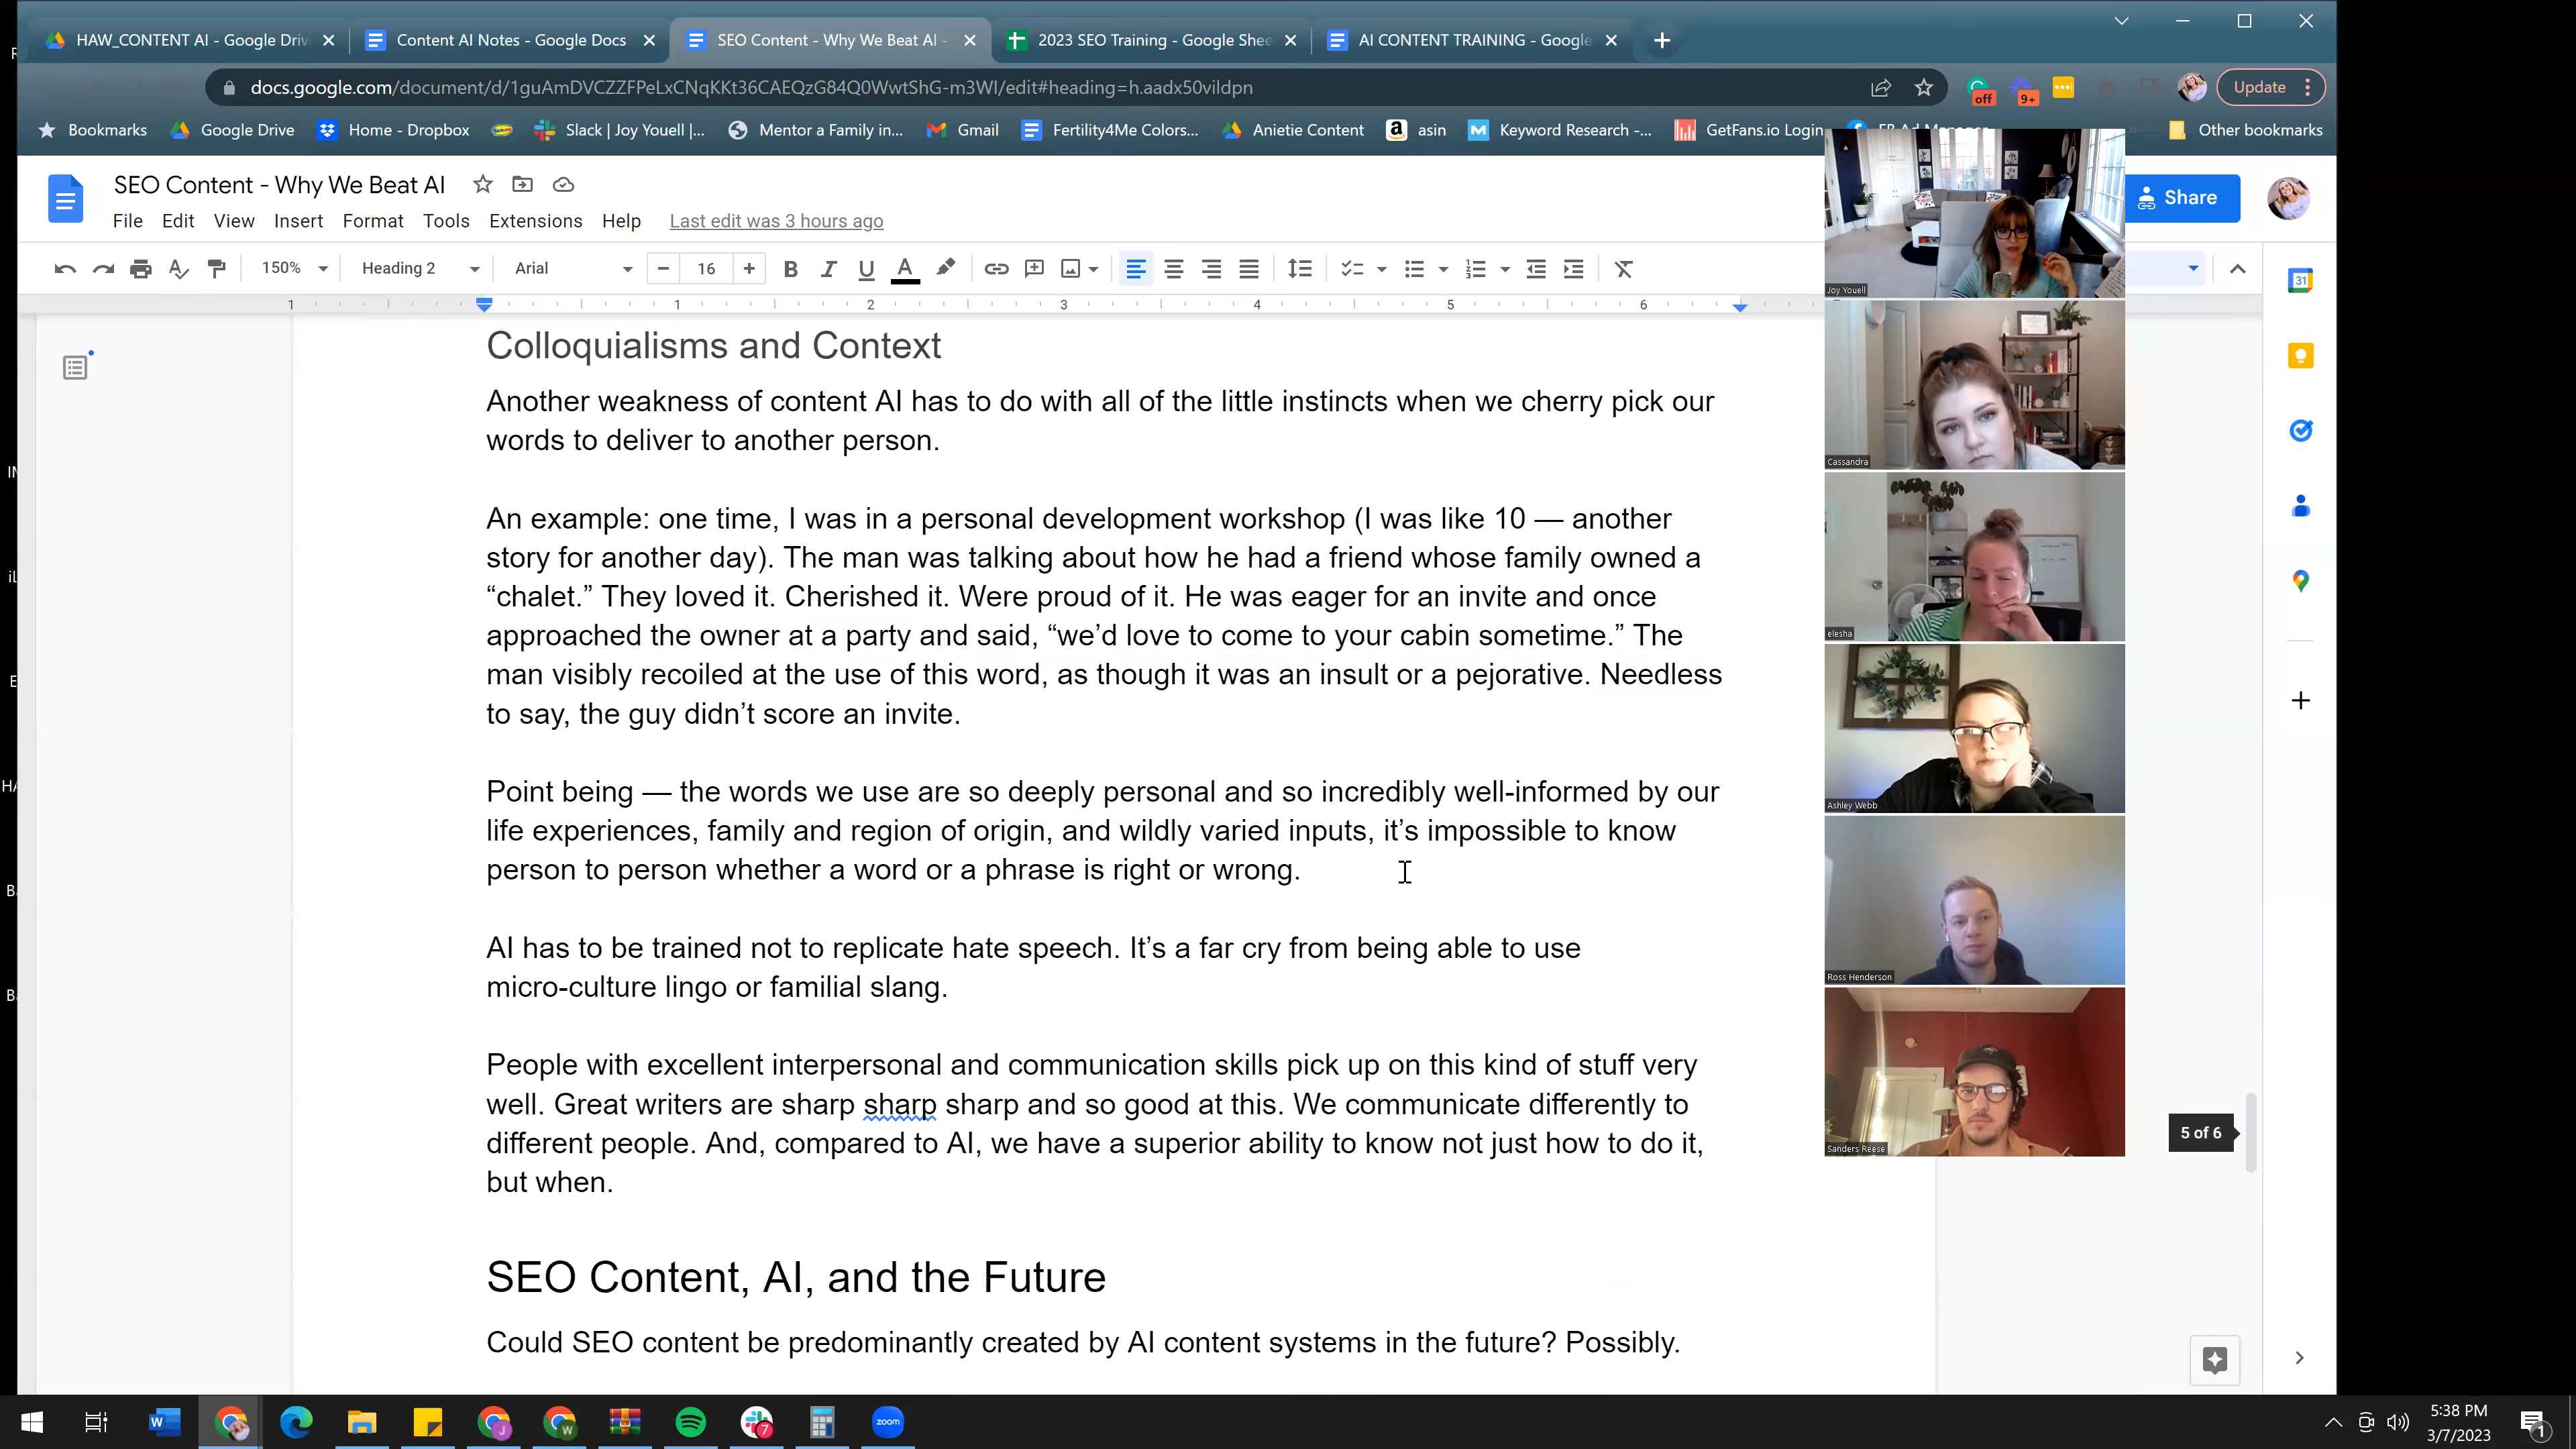 HAW_CONTENT AI - Google Driv
Content AI Notes - Google Docs
SEO Content - Why We Beat AI -
2023 SEO Training - Google Shee
AI CONTENT TRAINING - Google
docs.google.com/document/d/1guAmDVCZZFPeLxCNqKKt36CAEQzG84Q0WwtShG-m3WI/edit#heading=h.aadx50vildpn
off
9+
Update
Bookmarks
Google Drive
Home - Dropbox
Slack | Joy Youell |...
Mentor a Family in...
Gmail
Fertility4Me Colors...
Anietie Content
asin
Keyword Research -...
GetFans.io Login
Other bookmarks
SEO Content - Why We Beat AI
File Edit View Insert Format Tools Extensions Help Last edit was 3 hours ago
Share
150% Heading 2 Arial 16
1 1 2 3 4 5 6
Colloquialisms and Context
Another weakness of content AI has to do with all of the little instincts when we cherry pick our
words to deliver to another person.
An example: one time, I was in a personal development workshop (I was like 10 — another
story for another day). The man was talking about how he had a friend whose family owned a
“chalet.” They loved it. Cherished it. Were proud of it. He was eager for an invite and once
approached the owner at a party and said, “we’d love to come to your cabin sometime.” The
man visibly recoiled at the use of this word, as though it was an insult or a pejorative. Needless
to say, the guy didn’t score an invite.
Point being — the words we use are so deeply personal and so incredibly well-informed by our
life experiences, family and region of origin, and wildly varied inputs, it’s impossible to know
person to person whether a word or a phrase is right or wrong.
AI has to be trained not to replicate hate speech. It’s a far cry from being able to use
micro-culture lingo or familial slang.
People with excellent interpersonal and communication skills pick up on this kind of stuff very
well. Great writers are sharp sharp sharp and so good at this. We communicate differently to
different people. And, compared to AI, we have a superior ability to know not just how to do it,
but when.
SEO Content, AI, and the Future
Could SEO content be predominantly created by AI content systems in the future? Possibly.
Joy Youell
Cassandra
elesha
Ashley Webb
Ross Henderson
Sanders Reese
31
5 of 6
W
J
W
7
zoom
5:38 PM
3/7/2023
1